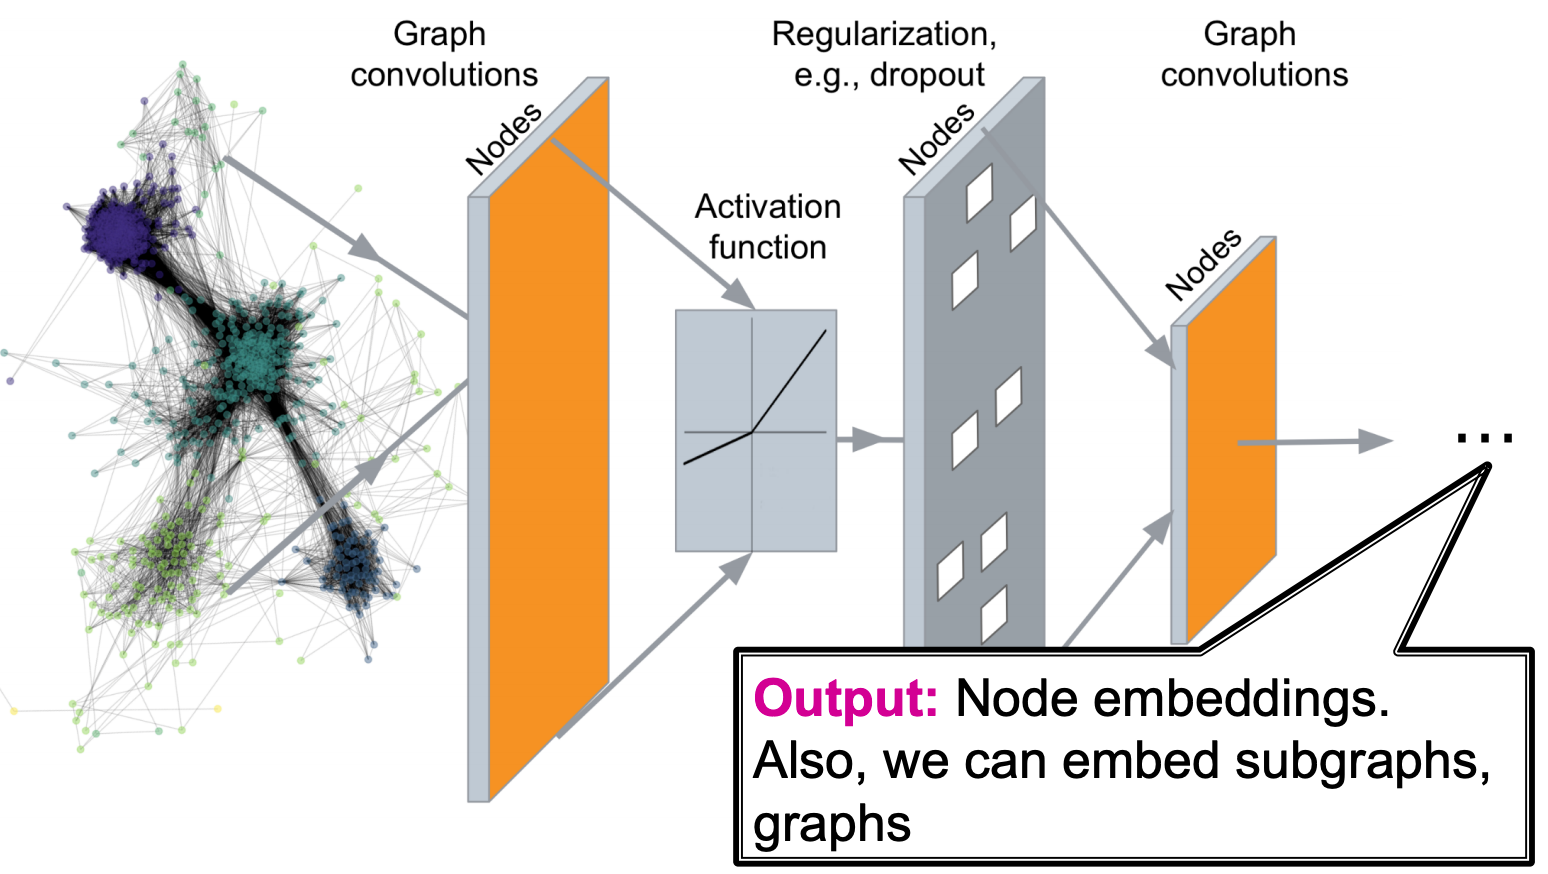 Graph
convolutions
Regularization,
e.g., dropout
Graph
convolutions
Nodes
Nodes
Activation
function
Nodes
...
Output: Node embeddings.
Also, we can embed subgraphs,
graphs